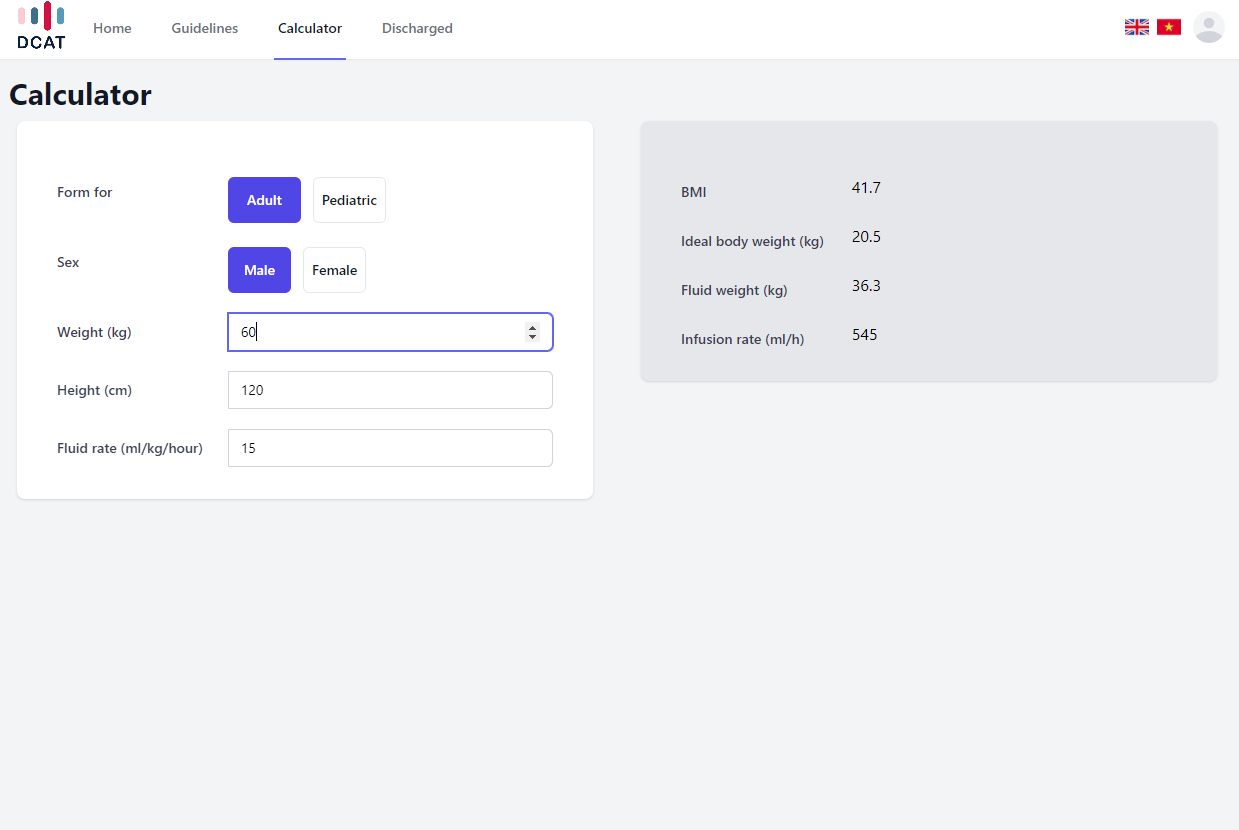 DCAT
Home
Guidelines
Calculator
Discharged
Calculator
Form for
Adult
Pediatric
Sex
Male
Female
Weight (kg)
60
Height (cm)
120
Fluid rate (ml/kg/hour)
15
BMI
41.7
Ideal body weight (kg)
20.5
Fluid weight (kg)
36.3
Infusion rate (ml/h)
545